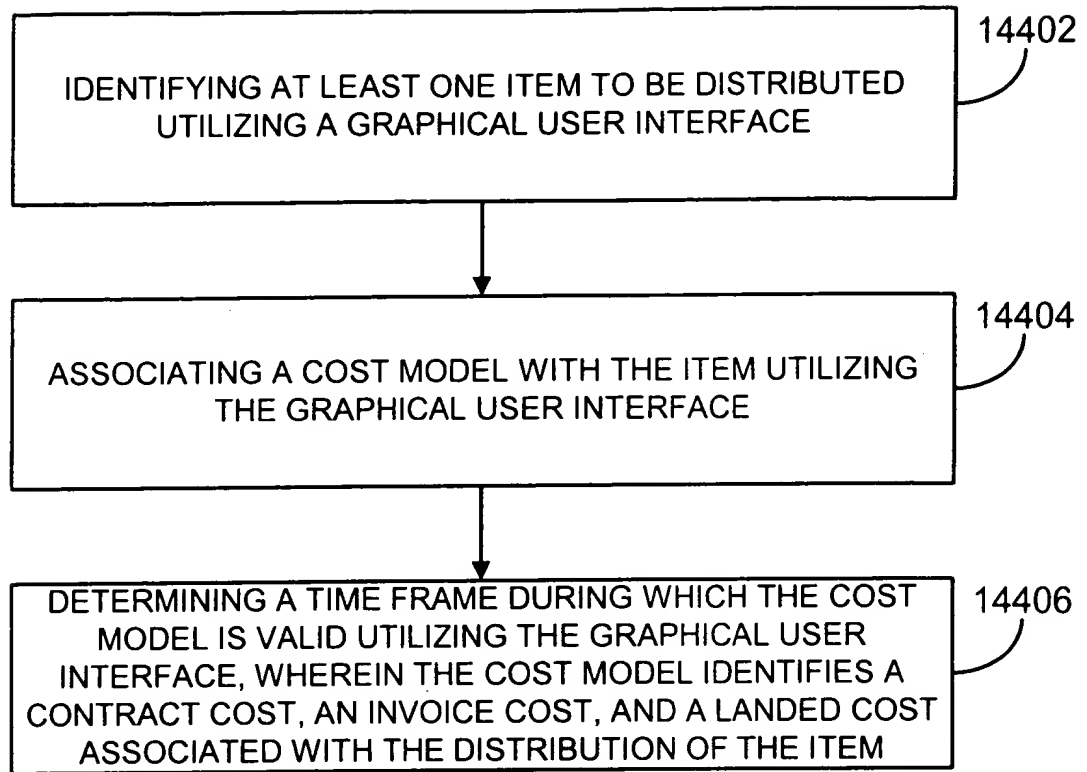 14402
IDENTIFYING AT LEAST ONE ITEM TO BE DISTRIBUTED
UTILIZING A GRAPHICAL USER INTERFACE
14404
ASSOCIATING A COST MODEL WITH THE ITEM UTILIZING
THE GRAPHICAL USER INTERFACE
14406
DETERMINING A TIME FRAME DURING WHICH THE COST
MODEL IS VALID UTILIZING THE GRAPHICAL USER
INTERFACE, WHEREIN THE COST MODEL IDENTIFIES A
CONTRACT COST, AN INVOICE COST, AND A LANDED COST
ASSOCIATED WITH THE DISTRIBUTION OF THE ITEM